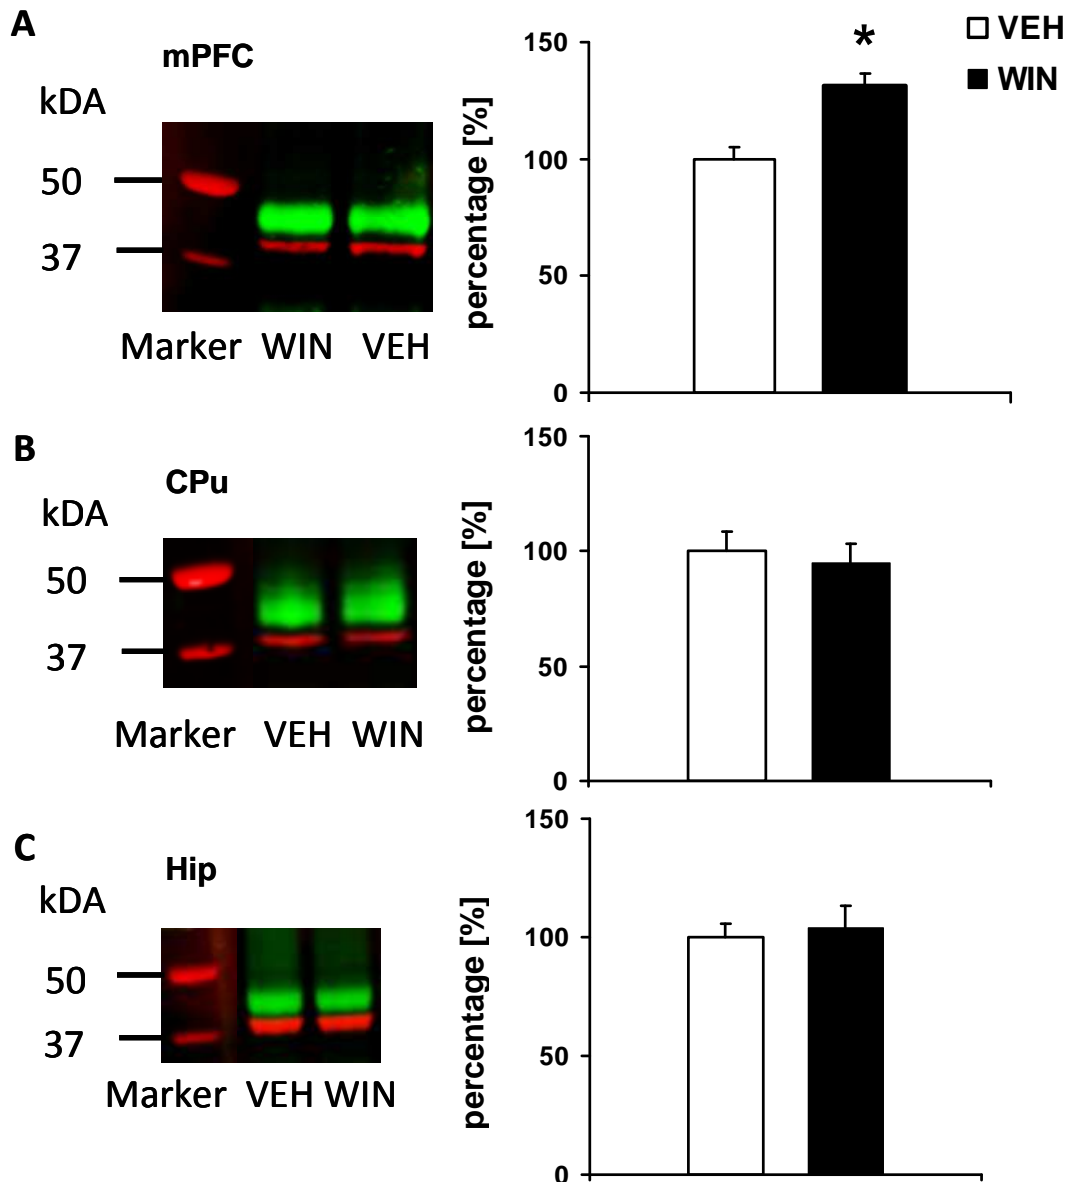 A
mPFC
kDA
50
37
Marker WIN VEH
percentage [%]
150
100
50
0
*
VEH
WIN
B
CPu
kDA
50
37
Marker VEH WIN
percentage [%]
150
100
50
0
C
Hip
kDA
50
37
Marker VEH WIN
percentage [%]
150
100
50
0